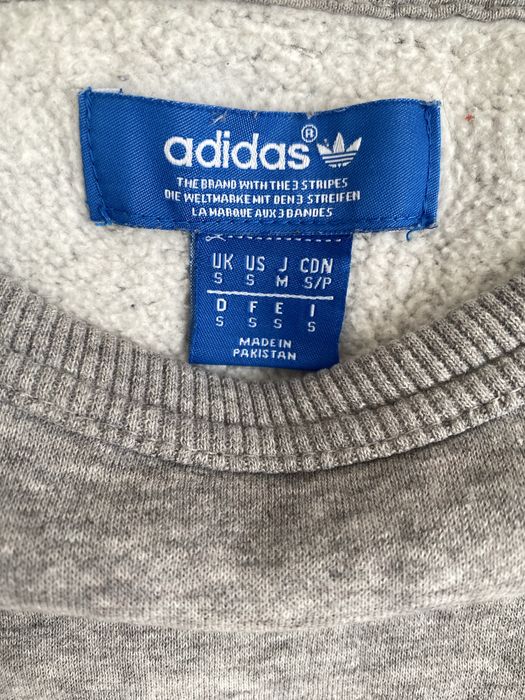 adidas®
THE BRAND WITH THE 3 STRIPES
DIE WELTMARKE MIT DEN 3 STREIFEN
LA MARQUE AUX 3 BANDES
UK US J CDN
S S M S/P
D F E I
S S S S
MADE IN
PAKISTAN